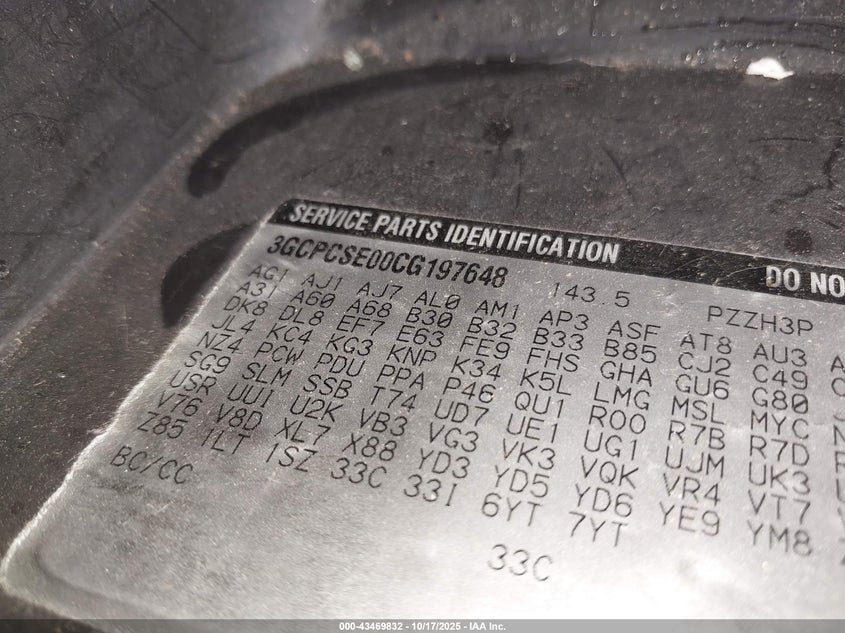 SERVICE PARTS IDENTIFICATION DO NO
3GCPCSE00CG197648 143.5 PZZH3P
AG1 AJ1 AJ7 AL0 AM1 AP3 ASF AT8 AU3
A31 A60 A68 B30 B32 B33 B85 CJ2 C49
DK8 DL8 EF7 E63 FE9 FHS GHA GU6 G80
JL4 KC4 KG3 KNP K34 K5L LMG MSL MYC
NZ4 PCW PDU PPA P46 QU1 R00 R7B R7D
SG9 SLM SSB T74 UD7 UE1 UG1 UJM UK3
USR UU1 U2K VB3 VG3 VK3 VQK VR4 VT7
V76 V8D XL7 X88 YD3 YD5 YD6 YE9 YM8
Z85 1LT 1SZ 33C 33I 6YT 7YT
BC/CC 33C
000-43469832 - 10/17/2025 - IAA Inc.